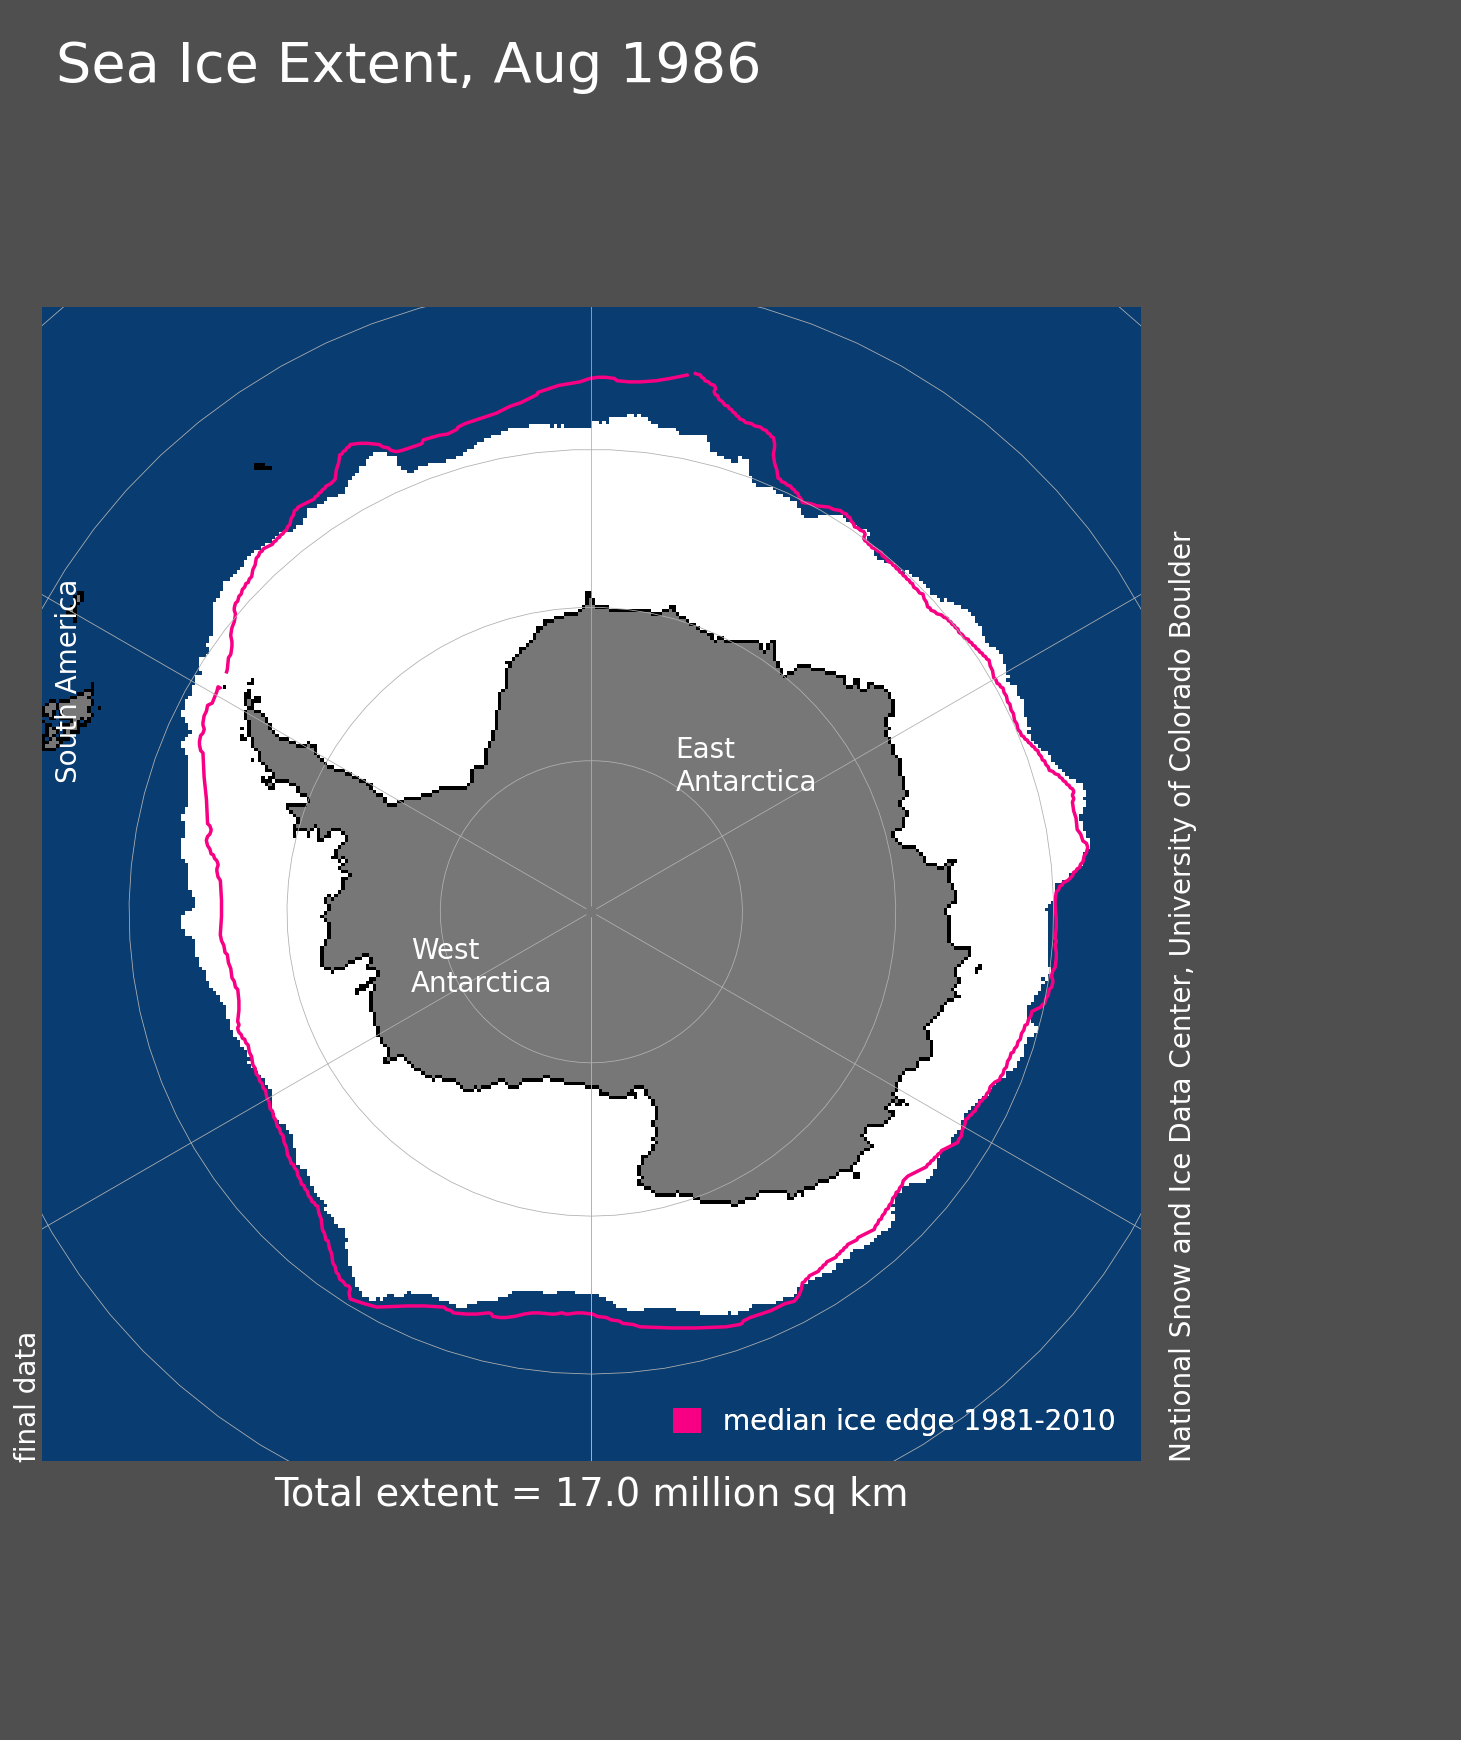 Sea Ice Extent, Aug 1986
South America
East
Antarctica
West
Antarctica
median ice edge 1981-2010
final data
National Snow and Ice Data Center, University of Colorado Boulder
Total extent = 17.0 million sq km